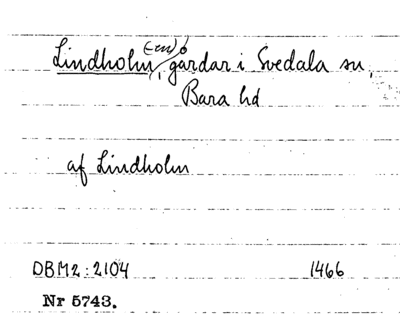 Lindholm (-en), gårdar i Svedala sn,
Bara hd
af Lindholm
DBM2:2104 1466
Nr 5743.